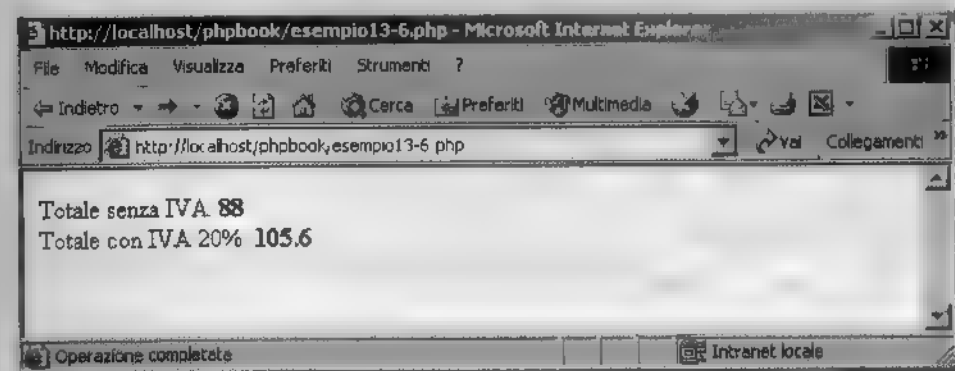 http://localhost/phpbook/esempio13-6.php - Microsoft Internet Explorer
File Modifica Visualizza Preferiti Strumenti ?
Indietro Cerca Preferiti Multimedia
Indirizzo http://localhost/phpbook/esempio13-6 php Vai Collegamenti »
Totale senza IVA 88
Totale con IVA 20% 105.6
Operazione completata Intranet locale